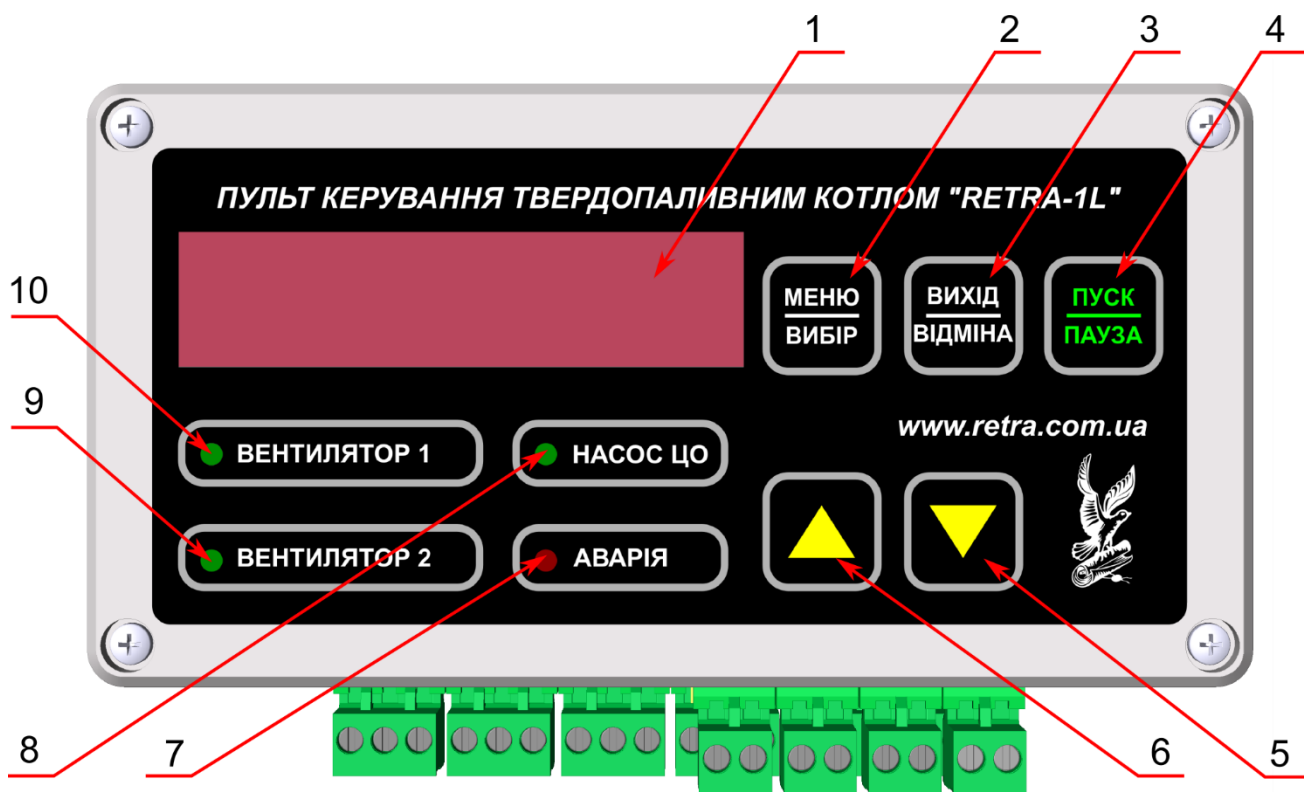 1 2 3 4
ПУЛЬТ КЕРУВАННЯ ТВЕРДОПАЛИВНИМ КОТЛОМ "RETRA-1L"
МЕНЮ
ВИБІР
ВИХІД
ВІДМІНА
ПУСК
ПАУЗА
10
9
ВЕНТИЛЯТОР 1
НАСОС ЦО
www.retra.com.ua
ВЕНТИЛЯТОР 2
АВАРІЯ
8 7 6 5